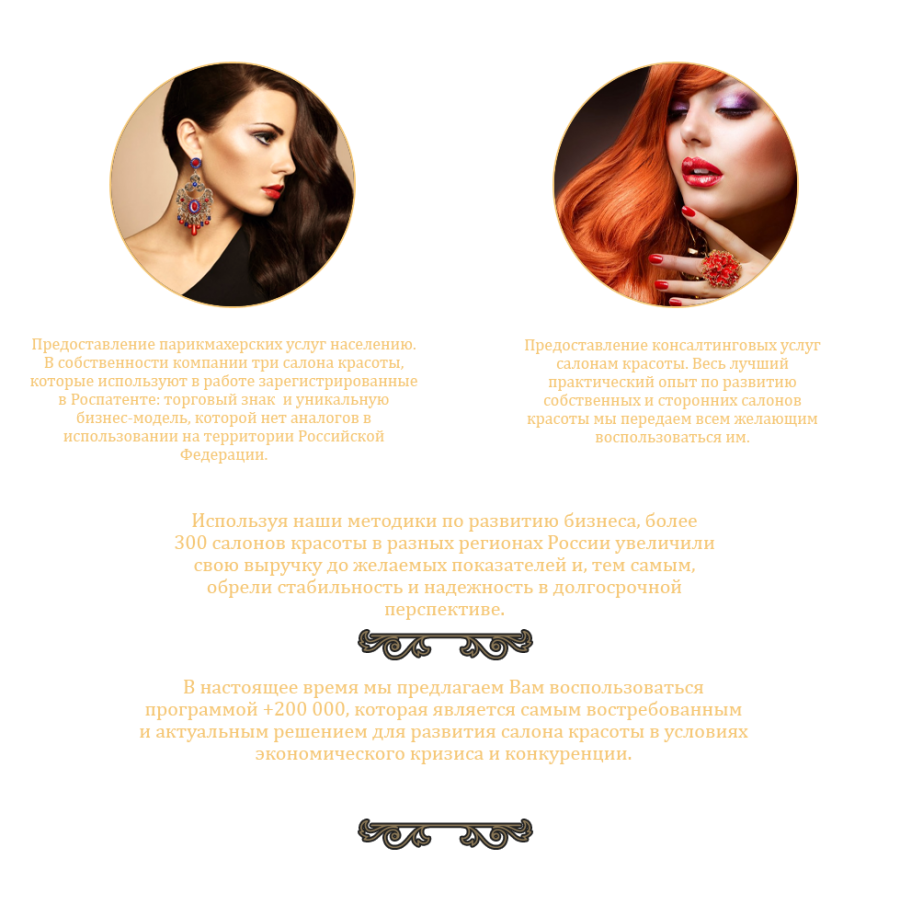 Предоставление парикмахерских услуг населению.
В собственности компании три салона красоты,
которые используют в работе зарегистрированные
в Роспатенте: торговый знак  и уникальную
бизнес-модель, которой нет аналогов в
использовании на территории Российской
Федерации.
Предоставление консалтинговых услуг
салонам красоты. Весь лучший
практический опыт по развитию
собственных и сторонних салонов
красоты мы передаем всем желающим
воспользоваться им.
Используя наши методики по развитию бизнеса, более
300 салонов красоты в разных регионах России увеличили
свою выручку до желаемых показателей и, тем самым,
обрели стабильность и надежность в долгосрочной
перспективе.
В настоящее время мы предлагаем Вам воспользоваться
программой +200 000, которая является самым востребованным
и актуальным решением для развития салона красоты в условиях
экономического кризиса и конкуренции.